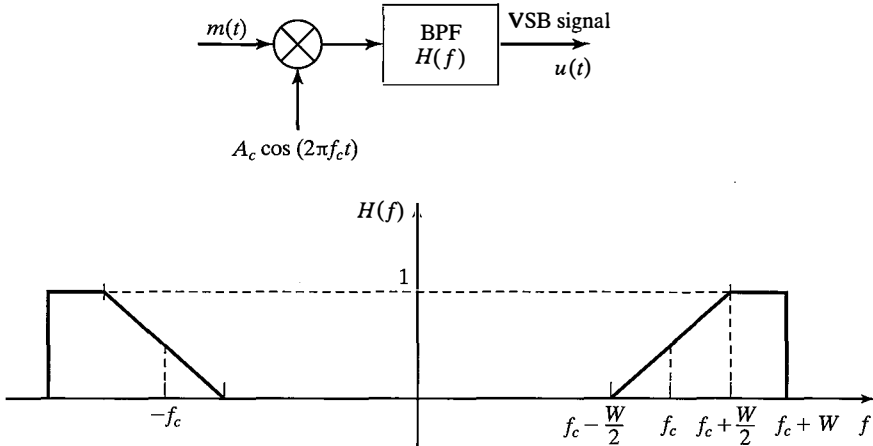 m(t)
BPF
H(f)
VSB signal
u(t)
A_c cos (2πf_ct)
H(f)
1
−f_c
f_c − W/2
f_c
f_c + W/2
f_c + W
f